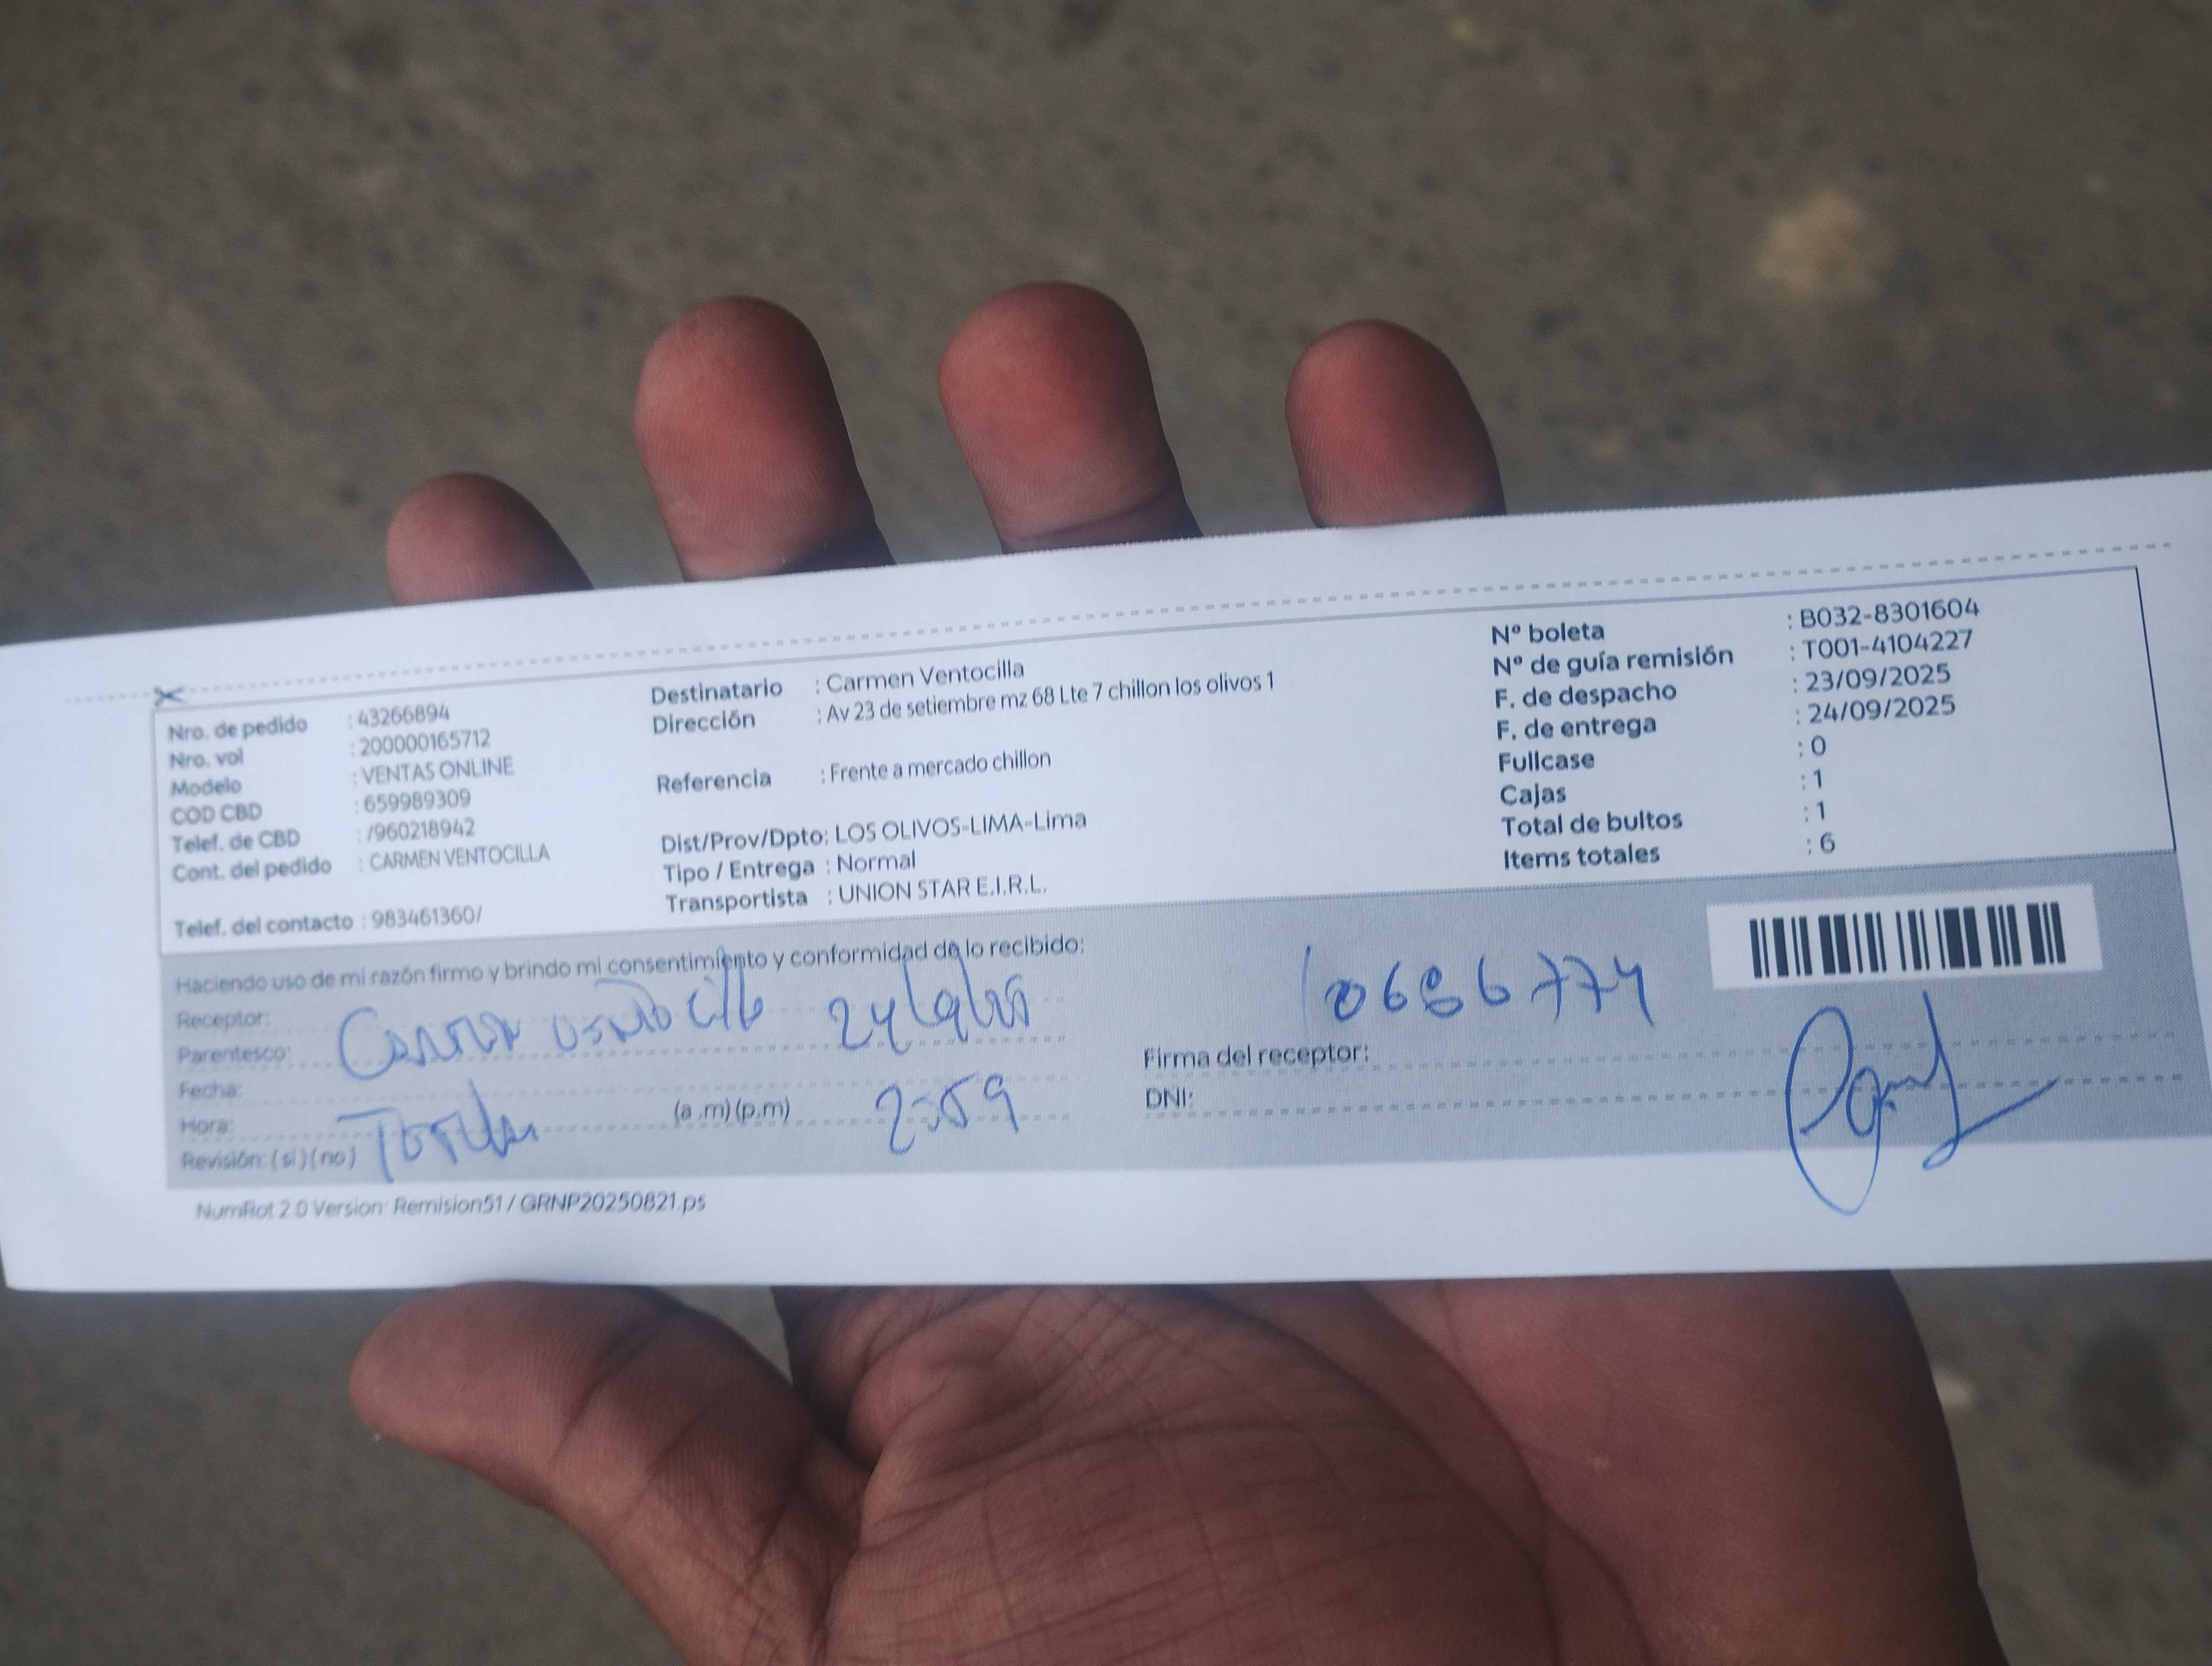 Nro. de pedido : 43266894
Nro. vol : 200000165712
Modelo : VENTAS ONLINE
COD CBD : 659989309
Telef. de CBD : /960218942
Cont. del pedido : CARMEN VENTOCILLA
Telef. del contacto : 983461360/
Destinatario : Carmen Ventocilla
Dirección : Av 23 de setiembre mz 68 Lte 7 chillon los olivos 1
Referencia : Frente a mercado chillon
Dist/Prov/Dpto: LOS OLIVOS-LIMA-Lima
Tipo / Entrega : Normal
Transportista : UNION STAR E.I.R.L.
Nº boleta : B032-8301604
Nº de guía remisión : T001-4104227
F. de despacho : 23/09/2025
F. de entrega : 24/09/2025
Fullcase : 0
Cajas : 1
Total de bultos : 1
Items totales : 6
Haciendo uso de mi razón firmo y brindo mi consentimiento y conformidad de lo recibido:
Receptor:
Parentesco:
Fecha:
Hora: (a .m) (p.m) 2:59
Revisión: ( si ) ( no )
Firma del receptor:
DNI:
NumRot 2.0 Version: Remision51 / GRNP20250821.ps